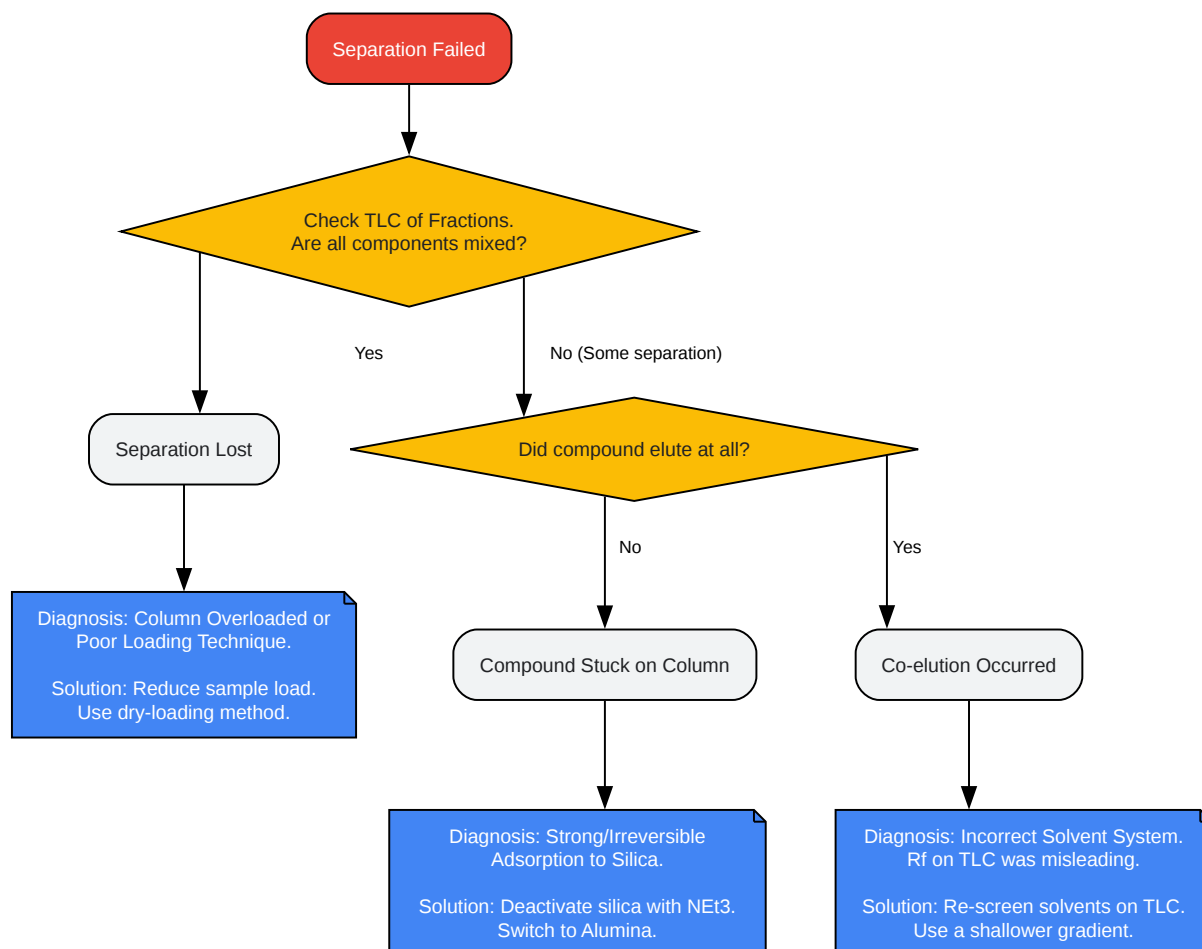 Separation Failed
Check TLC of Fractions.
Are all components mixed?
Yes
No (Some separation)
Separation Lost
Did compound elute at all?
No
Yes
Diagnosis: Column Overloaded or
Poor Loading Technique.
Solution: Reduce sample load.
Use dry-loading method.
Compound Stuck on Column
Co-elution Occurred
Diagnosis: Strong/Irreversible
Adsorption to Silica.
Solution: Deactivate silica with NEt3.
Switch to Alumina.
Diagnosis: Incorrect Solvent System.
Rf on TLC was misleading.
Solution: Re-screen solvents on TLC.
Use a shallower gradient.